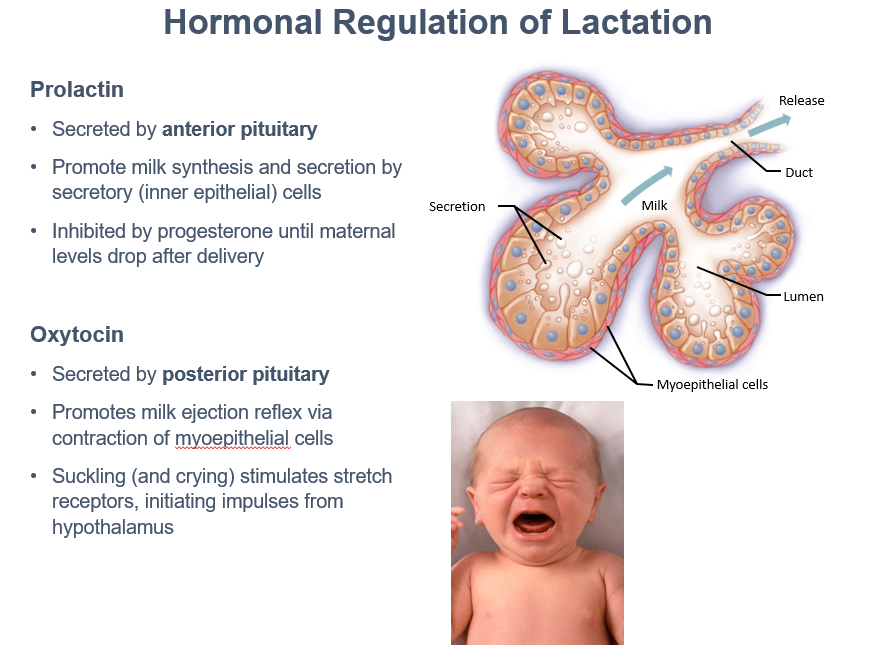 Hormonal Regulation of Lactation
Prolactin
• Secreted by anterior pituitary
• Promote milk synthesis and secretion by
secretory (inner epithelial) cells
• Inhibited by progesterone until maternal
levels drop after delivery
Oxytocin
• Secreted by posterior pituitary
• Promotes milk ejection reflex via
contraction of myoepithelial cells
• Suckling (and crying) stimulates stretch
receptors, initiating impulses from
hypothalamus
Release
Duct
Secretion
Milk
Lumen
Myoepithelial cells